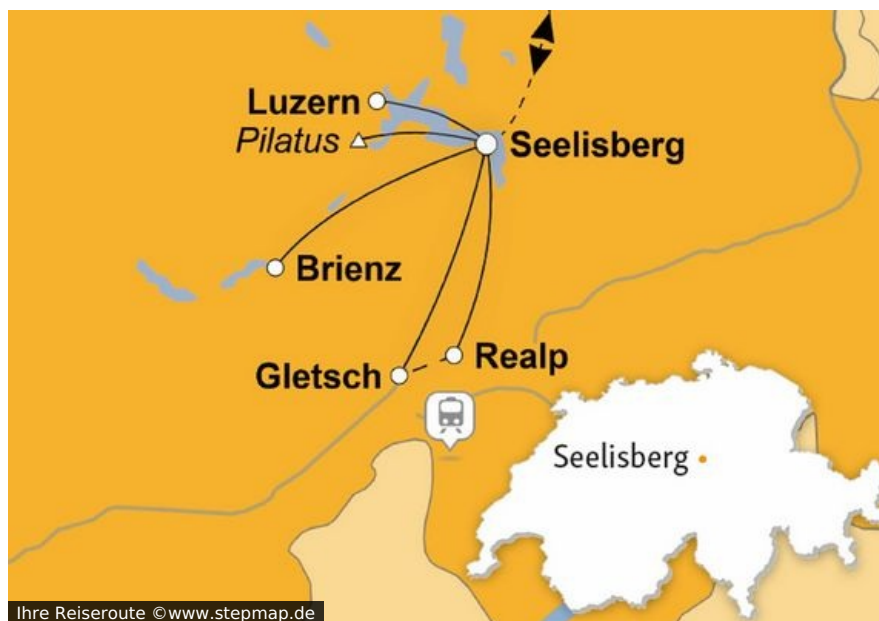 Luzern
Pilatus
Seelisberg
Brienz
Realp
Gletsch
Seelisberg
Ihre Reiseroute ©www.stepmap.de